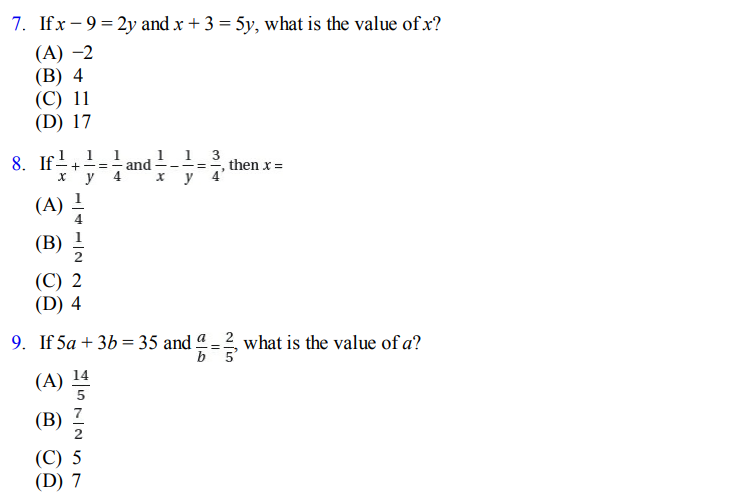 7. If x − 9 = 2y and x + 3 = 5y, what is the value of x?
(A) −2
(B) 4
(C) 11
(D) 17
8. If 1/x + 1/y = 1/4 and 1/x − 1/y = 3/4, then x =
(A) 1/4
(B) 1/2
(C) 2
(D) 4
9. If 5a + 3b = 35 and a/b = 2/5, what is the value of a?
(A) 14/5
(B) 7/2
(C) 5
(D) 7